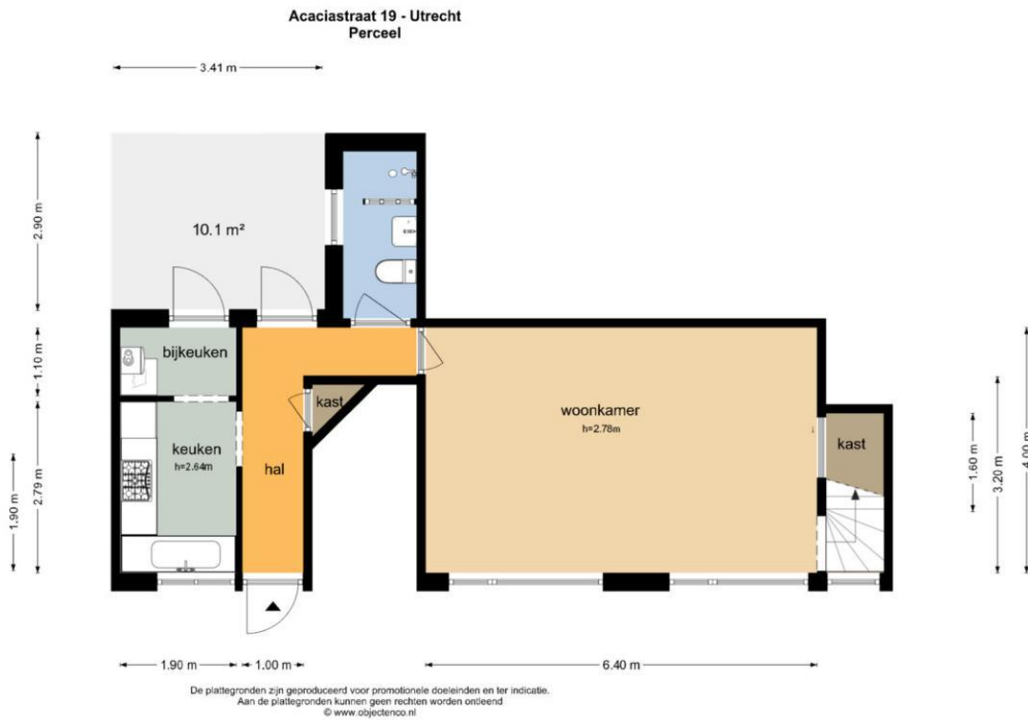 Acaciastraat 19 - Utrecht
Perceel
3.41 m
2.90 m
10.1 m²
1.10 m
bijkeuken
kast
woonkamer
h=2.78m
keuken
h=2.64m
hal
kast
1.90 m
2.79 m
1.60 m
3.20 m
4.00 m
1.90 m
1.00 m
6.40 m
De plattegronden zijn geproduceerd voor promotionele doeleinden en ter indicatie.
Aan de plattegronden kunnen geen rechten worden ontleend
© www.objectenco.nl